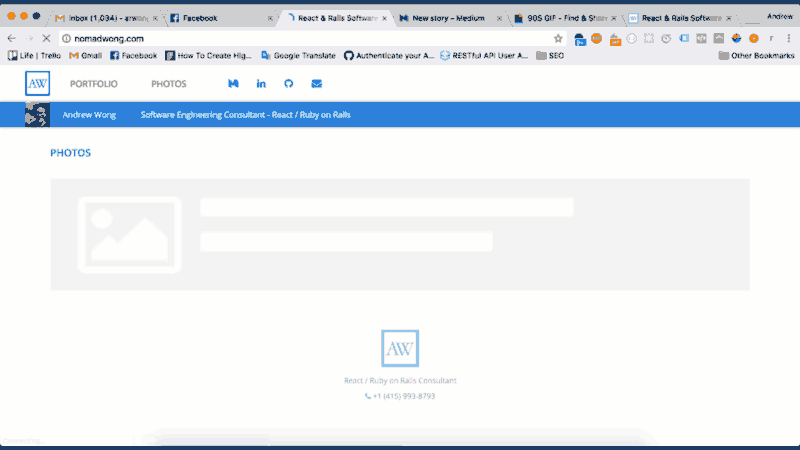 Inbox (1,034) - arwong
Facebook
React & Rails Software
New story – Medium
90S GIF - Find & Share
React & Rails Software
Andrew
nomadwong.com
Life | Trello
Gmail
Facebook
How To Create Hig...
Google Translate
Authenticate your A...
RESTful API User A...
SEO
Other Bookmarks
AW
PORTFOLIO
PHOTOS
Andrew Wong
Software Engineering Consultant - React / Ruby on Rails
PHOTOS
AW
React / Ruby on Rails Consultant
+1 (415) 993-8793